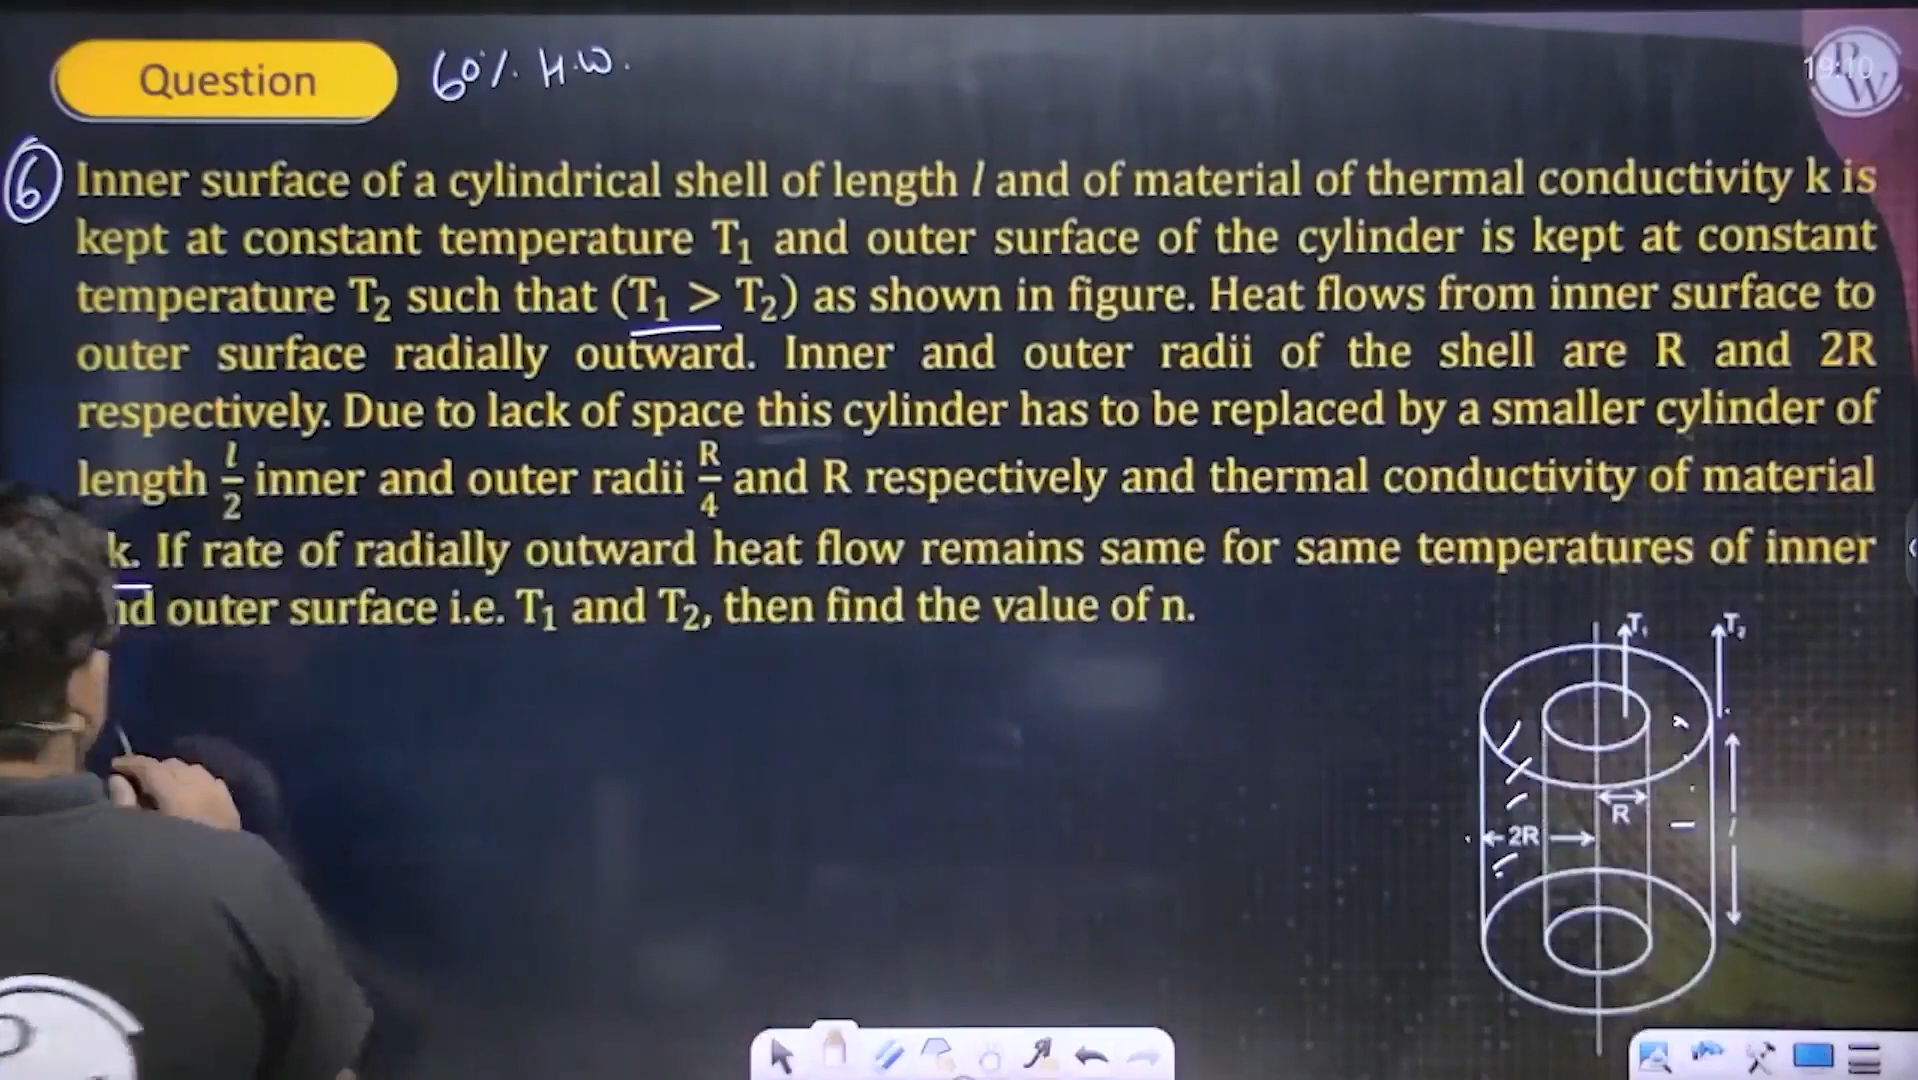 Question
60% H.W.
19:10
PW
6 Inner surface of a cylindrical shell of length l and of material of thermal conductivity k is
kept at constant temperature T₁ and outer surface of the cylinder is kept at constant
temperature T₂ such that (T₁ > T₂) as shown in figure. Heat flows from inner surface to
outer surface radially outward. Inner and outer radii of the shell are R and 2R
respectively. Due to lack of space this cylinder has to be replaced by a smaller cylinder of
length l/2 inner and outer radii R/4 and R respectively and thermal conductivity of material
k. If rate of radially outward heat flow remains same for same temperatures of inner
outer surface i.e. T₁ and T₂, then find the value of n.
T₁ T₂
R
2R
l